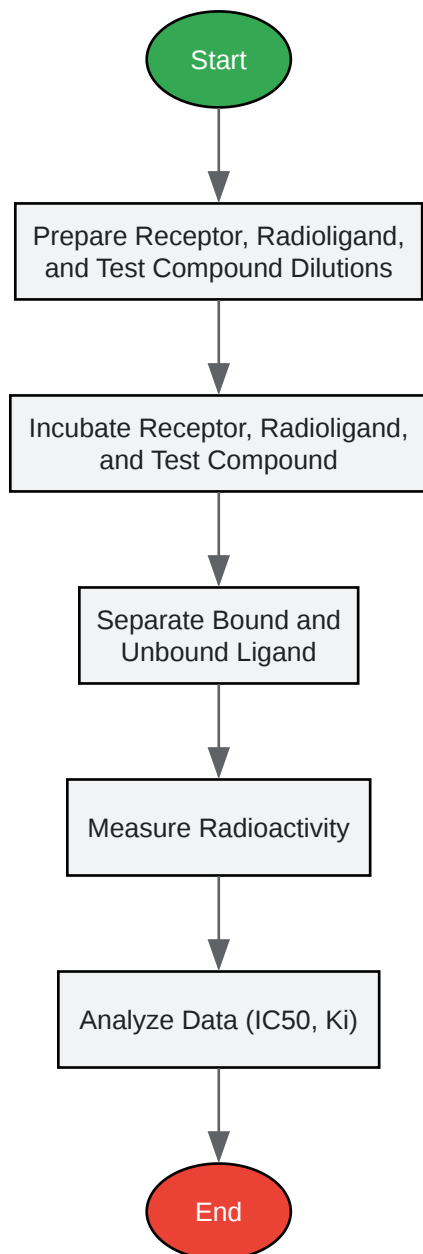 Start
Prepare Receptor, Radioligand,
and Test Compound Dilutions
Incubate Receptor, Radioligand,
and Test Compound
Separate Bound and
Unbound Ligand
Measure Radioactivity
Analyze Data (IC50, Ki)
End